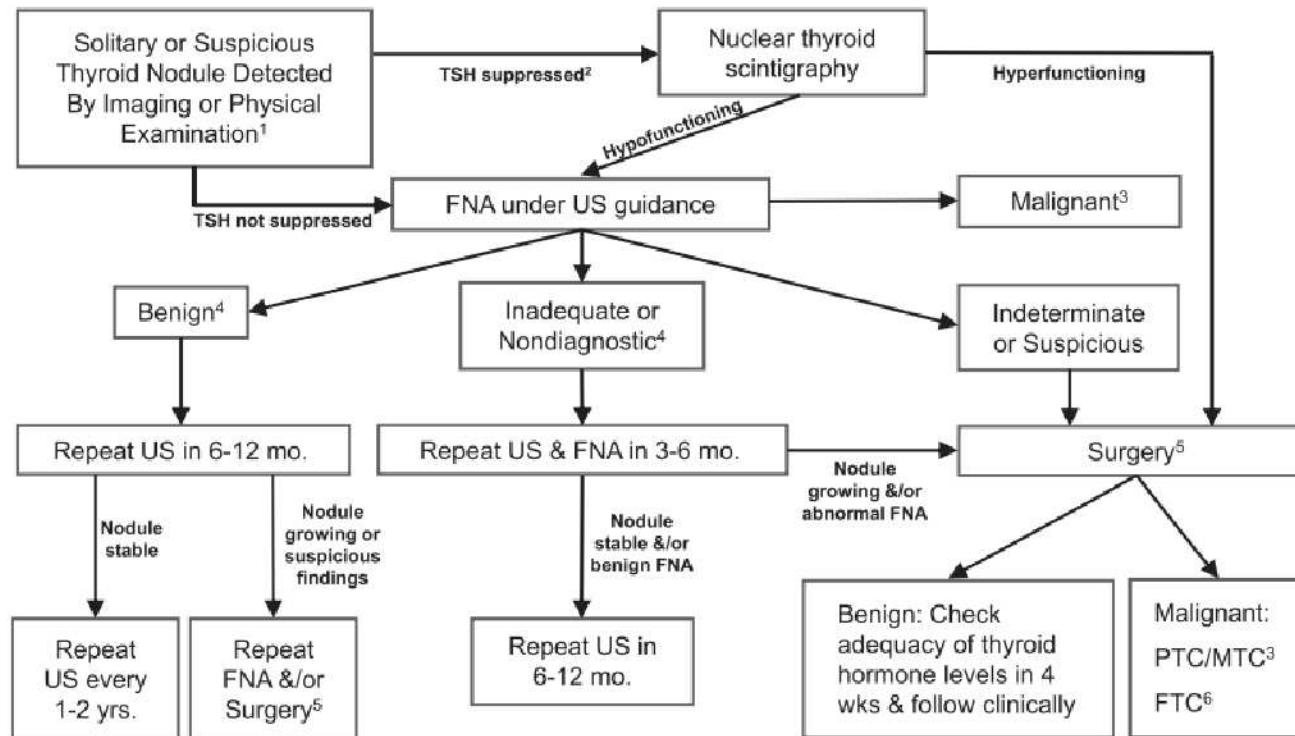 Solitary or Suspicious
Thyroid Nodule Detected
By Imaging or Physical
Examination¹
TSH suppressed²
Nuclear thyroid
scintigraphy
Hyperfunctioning
Hypofunctioning
TSH not suppressed
FNA under US guidance
Malignant³
Benign⁴
Inadequate or
Nondiagnostic⁴
Indeterminate
or Suspicious
Repeat US in 6-12 mo.
Repeat US & FNA in 3-6 mo.
Surgery⁵
Nodule
stable
Nodule
growing or
suspicious
findings
Nodule
stable &/or
benign FNA
Nodule
growing &/or
abnormal FNA
Repeat
US every
1-2 yrs.
Repeat
FNA &/or
Surgery⁵
Repeat US in
6-12 mo.
Benign: Check
adequacy of thyroid
hormone levels in 4
wks & follow clinically
Malignant:
PTC/MTC³
FTC⁶